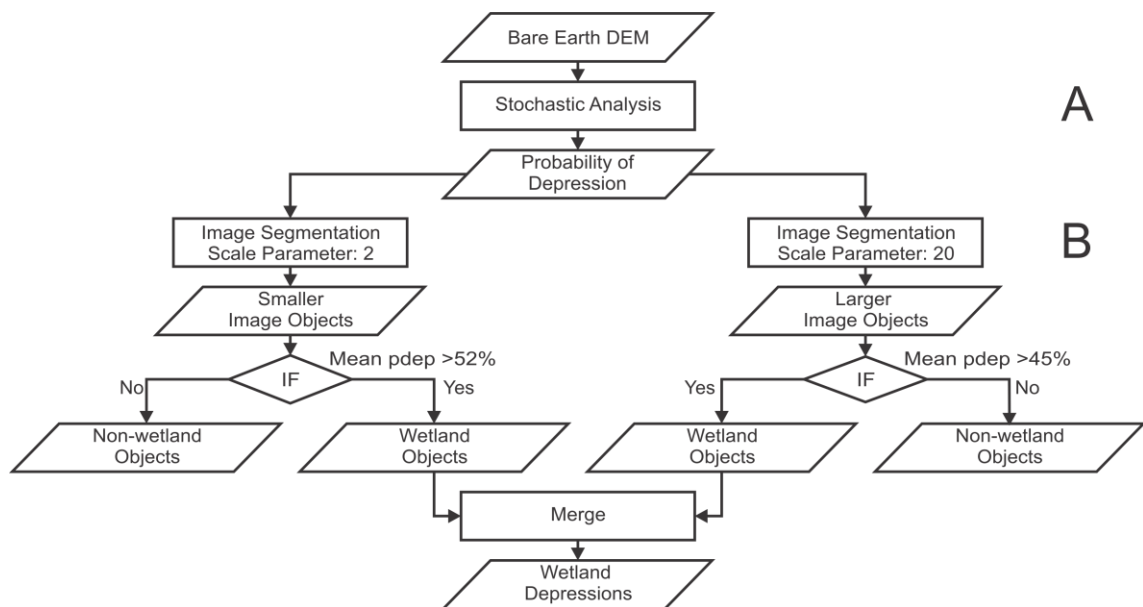 Bare Earth DEM
Stochastic Analysis
A
Probability of
Depression
Image Segmentation
Scale Parameter: 2
Image Segmentation
Scale Parameter: 20
B
Smaller
Image Objects
Larger
Image Objects
Mean pdep >52%
IF
No
Yes
Mean pdep >45%
IF
Yes
No
Non-wetland
Objects
Wetland
Objects
Wetland
Objects
Non-wetland
Objects
Merge
Wetland
Depressions